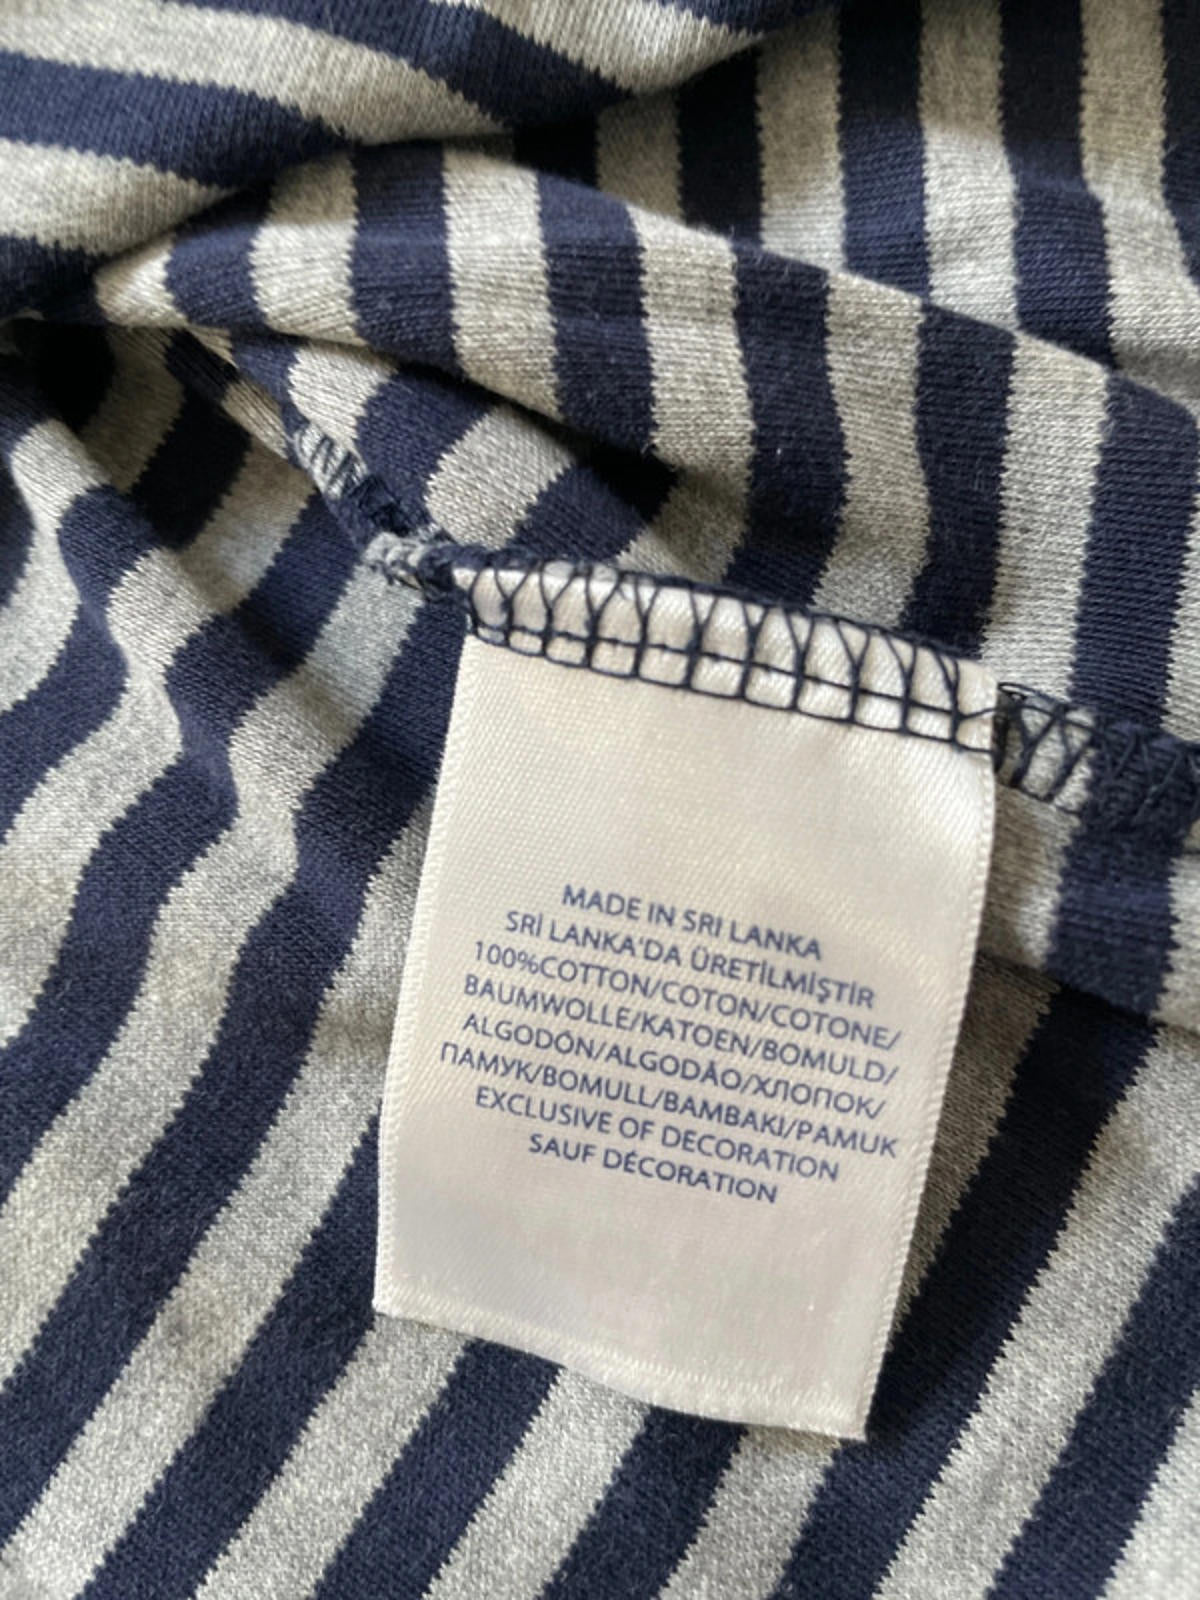 MADE IN SRI LANKA
SRİ LANKA'DA ÜRETİLMİŞTİR
100%COTTON/COTON/COTONE/
BAUMWOLLE/KATOEN/BOMULD/
ALGODÓN/ALGODÃO/ХЛОПОК/
ПАМУК/BOMULL/BAMBAKI/PAMUK
EXCLUSIVE OF DECORATION
SAUF DÉCORATION